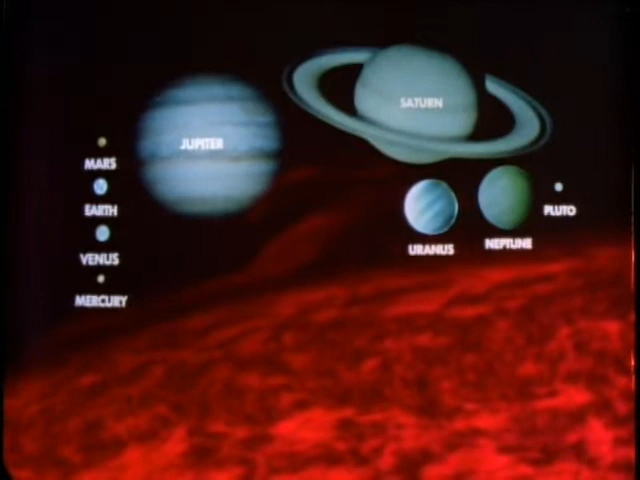 SATURN
JUPITER
MARS
EARTH
VENUS
MERCURY
URANUS
NEPTUNE
PLUTO